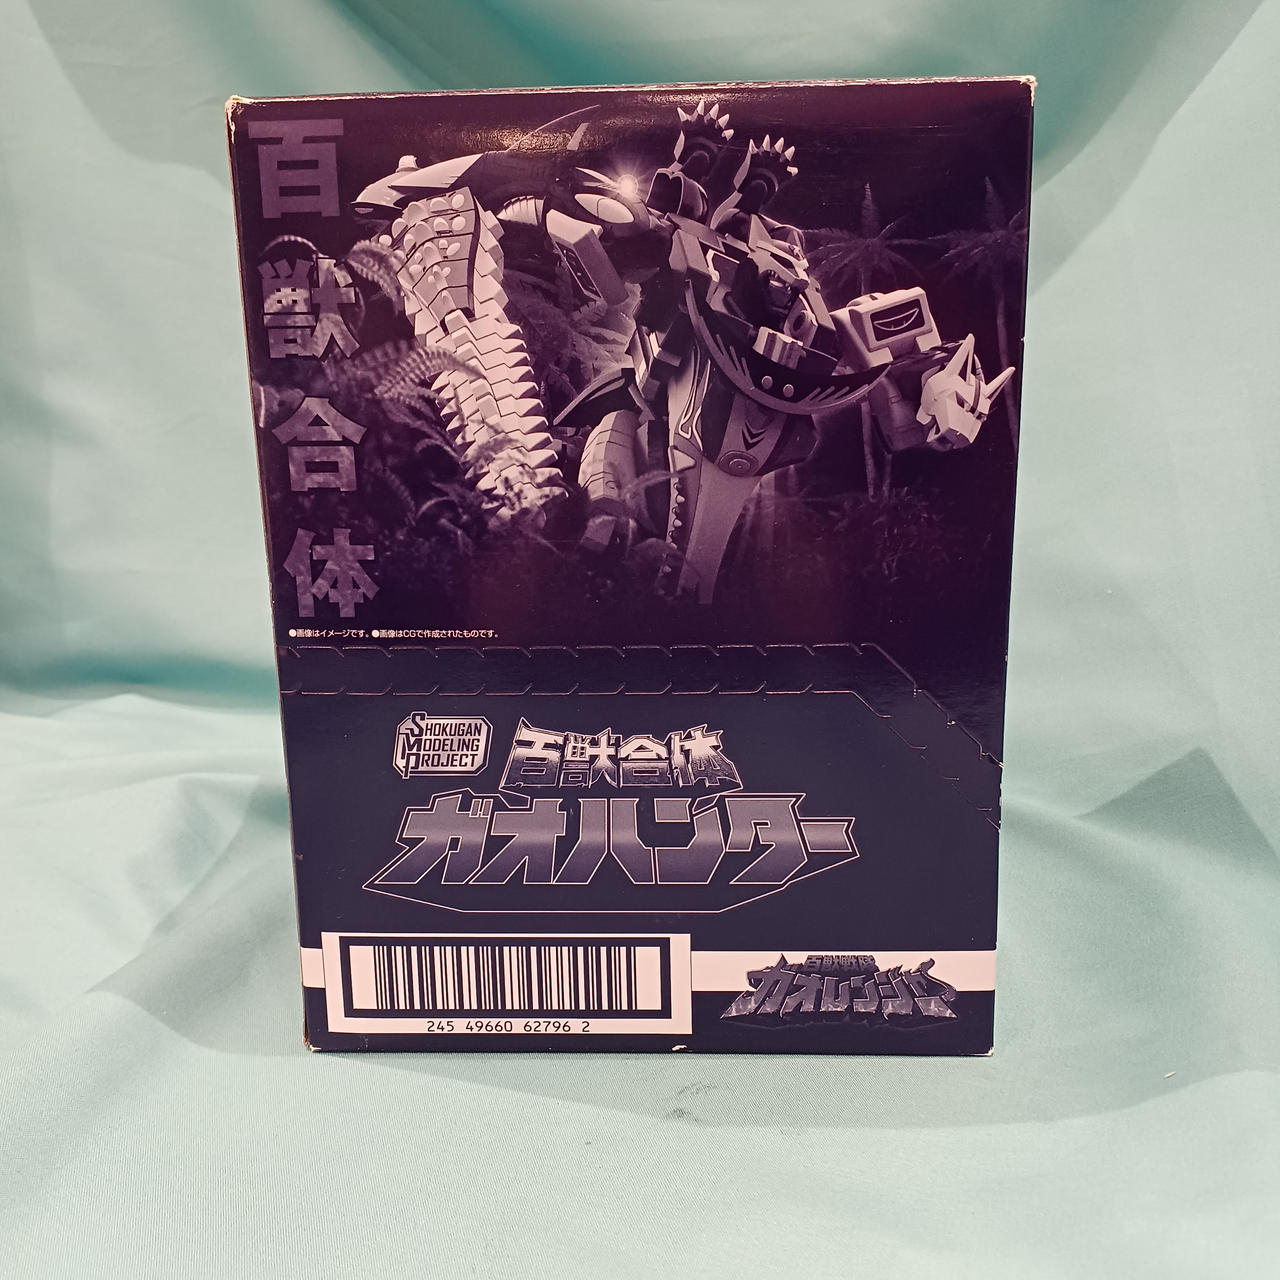 百獣合体
●画像はイメージです。●画像はCGで作成されたものです。
SHOKUGAN
MODELING
PROJECT
百獣合体
ガオハンター
245 49660 62796 2
百獣戦隊
ガオレンジャー